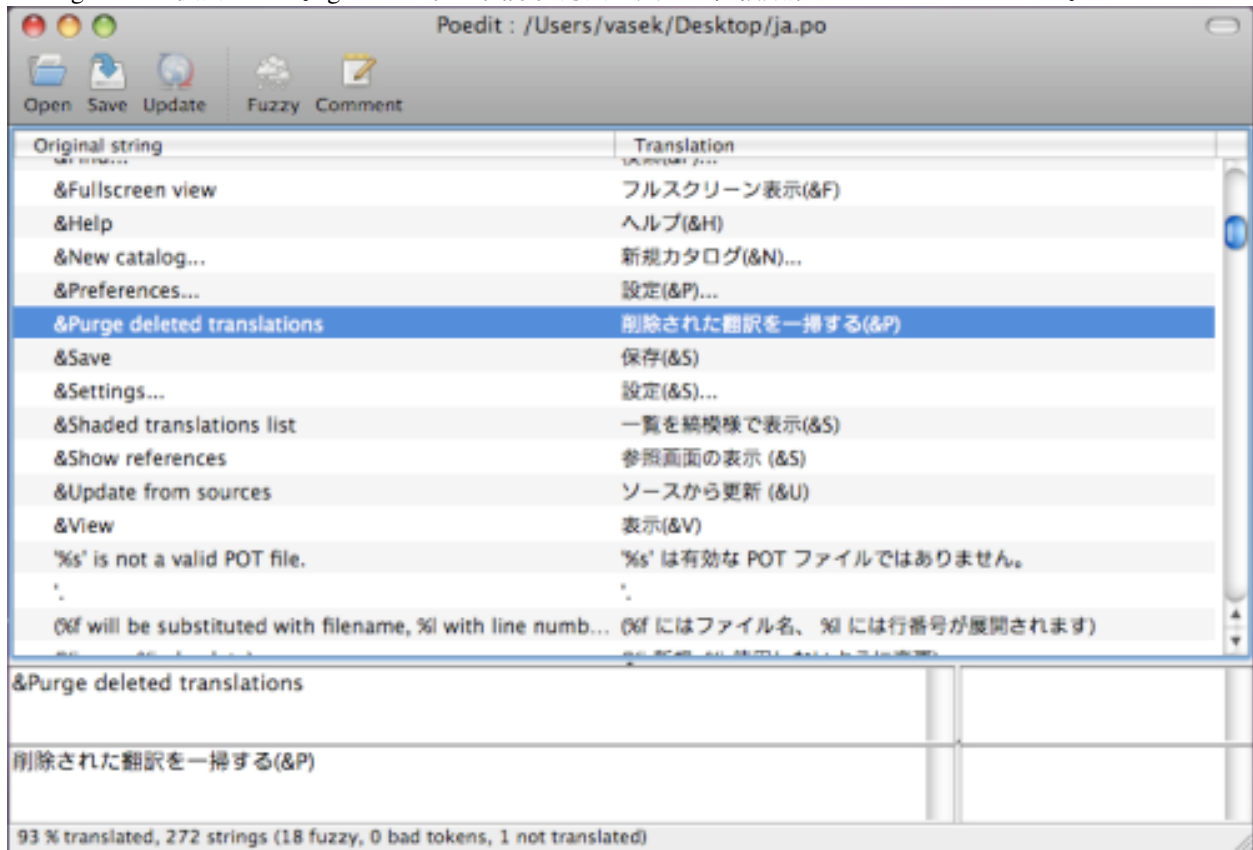 Poedit : /Users/vasek/Desktop/ja.po
Open Save Update Fuzzy Comment
Original string Translation
&Fullscreen view フルスクリーン表示(&F)
&Help ヘルプ(&H)
&New catalog... 新規カタログ(&N)...
&Preferences... 設定(&P)...
&Purge deleted translations 削除された翻訳を一掃する(&P)
&Save 保存(&S)
&Settings... 設定(&S)...
&Shaded translations list 一覧を縞模様で表示(&S)
&Show references 参照画面の表示 (&S)
&Update from sources ソースから更新 (&U)
&View 表示(&V)
'%s' is not a valid POT file. '%s' は有効な POT ファイルではありません。
'. '.
(%f will be substituted with filename, %l with line numb... (%f にはファイル名、 %l には行番号が展開されます)
&Purge deleted translations
削除された翻訳を一掃する(&P)
93 % translated, 272 strings (18 fuzzy, 0 bad tokens, 1 not translated)